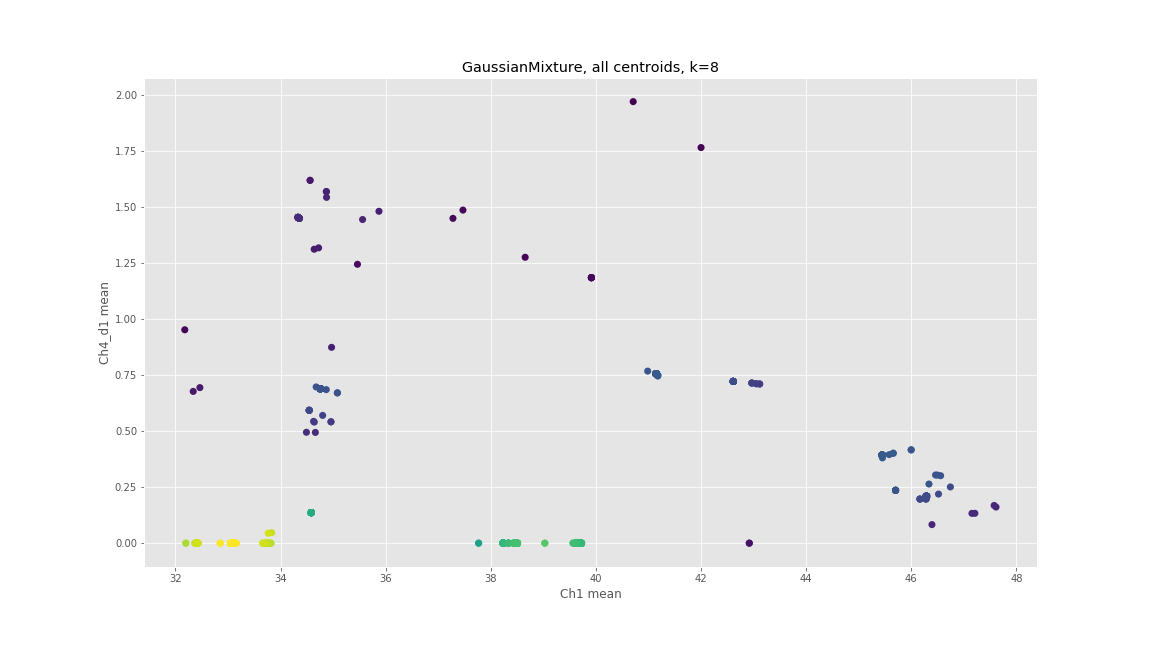 GaussianMixture, all centroids, k=8
2.00
1.75
1.50
1.25
1.00
0.75
0.50
0.25
0.00
Ch4_d1 mean
32 34 36 38 40 42 44 46 48
Ch1 mean